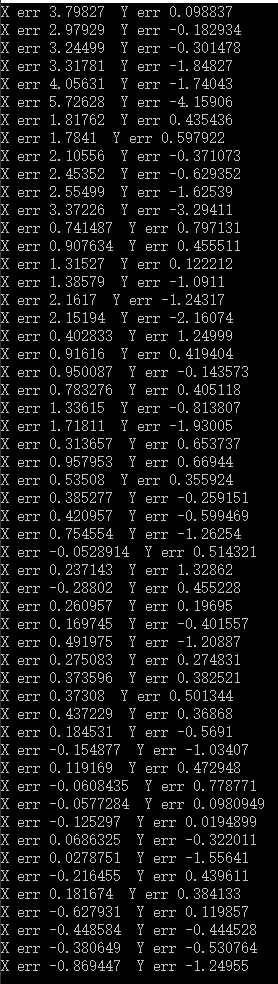 X err 3.79827  Y err 0.098837
X err 2.97929  Y err -0.182934
X err 3.24499  Y err -0.301478
X err 3.31781  Y err -1.84827
X err 4.05631  Y err -1.74043
X err 5.72628  Y err -4.15906
X err 1.81762  Y err 0.435436
X err 1.7841  Y err 0.597922
X err 2.10556  Y err -0.371073
X err 2.45352  Y err -0.629352
X err 2.55499  Y err -1.62539
X err 3.37226  Y err -3.29411
X err 0.741487  Y err 0.797131
X err 0.907634  Y err 0.455511
X err 1.31527  Y err 0.122212
X err 1.38579  Y err -1.0911
X err 2.1617  Y err -1.24317
X err 2.15194  Y err -2.16074
X err 0.402833  Y err 1.24999
X err 0.91616  Y err 0.419404
X err 0.950087  Y err -0.143573
X err 0.783276  Y err 0.405118
X err 1.33615  Y err -0.813807
X err 1.71811  Y err -1.93005
X err 0.313657  Y err 0.653737
X err 0.957953  Y err 0.66944
X err 0.53508  Y err 0.355924
X err 0.385277  Y err -0.259151
X err 0.420957  Y err -0.599469
X err 0.754554  Y err -1.26254
X err -0.0528914  Y err 0.514321
X err 0.237143  Y err 1.32862
X err -0.28802  Y err 0.455228
X err 0.260957  Y err 0.19695
X err 0.169745  Y err -0.401557
X err 0.491975  Y err -1.20887
X err 0.275083  Y err 0.274831
X err 0.373596  Y err 0.382521
X err 0.37308  Y err 0.501344
X err 0.437229  Y err 0.36868
X err 0.184531  Y err -0.5691
X err -0.154877  Y err -1.03407
X err 0.119169  Y err 0.472948
X err -0.0608435  Y err 0.778771
X err -0.0577284  Y err 0.0980949
X err -0.125297  Y err 0.0194899
X err 0.0686325  Y err -0.322011
X err 0.0278751  Y err -1.55641
X err -0.216455  Y err 0.439611
X err 0.181674  Y err 0.384133
X err -0.627931  Y err 0.119857
X err -0.448584  Y err -0.444528
X err -0.380649  Y err -0.530764
X err -0.869447  Y err -1.24955